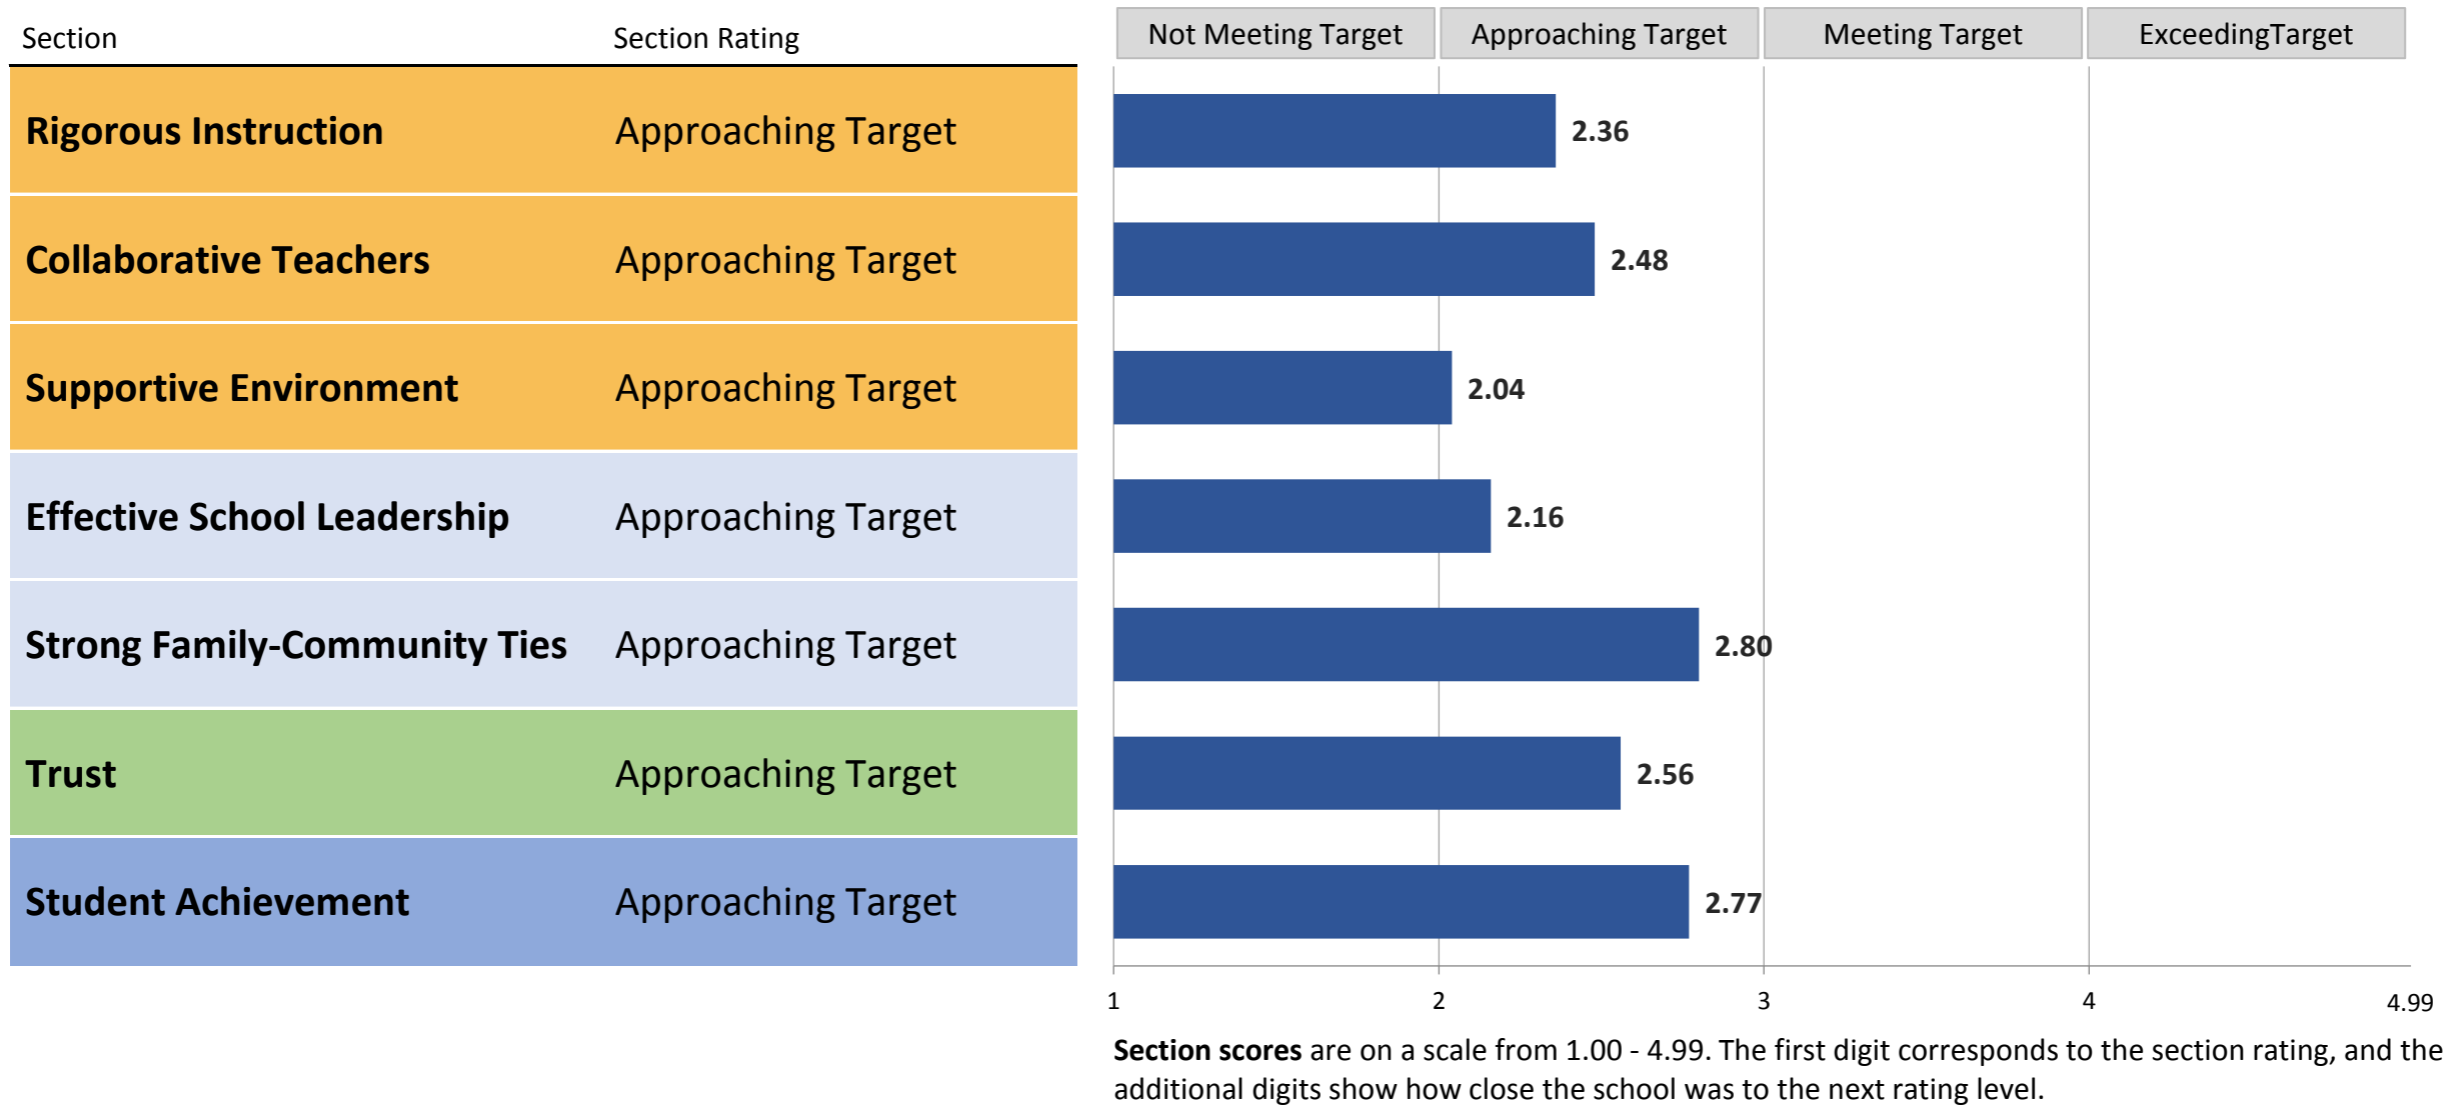 Section Section Rating Not Meeting Target Approaching Target Meeting Target ExceedingTarget
Rigorous Instruction Approaching Target 2.36
Collaborative Teachers Approaching Target 2.48
Supportive Environment Approaching Target 2.04
Effective School Leadership Approaching Target 2.16
Strong Family-Community Ties Approaching Target 2.80
Trust Approaching Target 2.56
Student Achievement Approaching Target 2.77
1 2 3 4 4.99
Section scores are on a scale from 1.00 - 4.99. The first digit corresponds to the section rating, and the
additional digits show how close the school was to the next rating level.